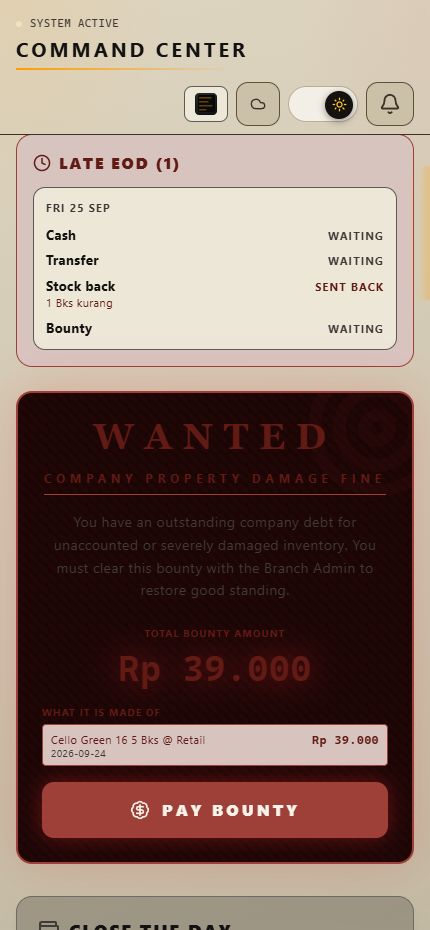 SYSTEM ACTIVE
COMMAND CENTER
LATE EOD (1)
FRI 25 SEP
Cash WAITING
Transfer WAITING
Stock back SENT BACK
1 Bks kurang
Bounty WAITING
WANTED
COMPANY PROPERTY DAMAGE FINE
You have an outstanding company debt for
unaccounted or severely damaged inventory. You
must clear this bounty with the Branch Admin to
restore good standing.
TOTAL BOUNTY AMOUNT
Rp 39.000
WHAT IT IS MADE OF
Cello Green 16 5 Bks @ Retail Rp 39.000
2026-09-24
PAY BOUNTY
CLOSE THE DAY